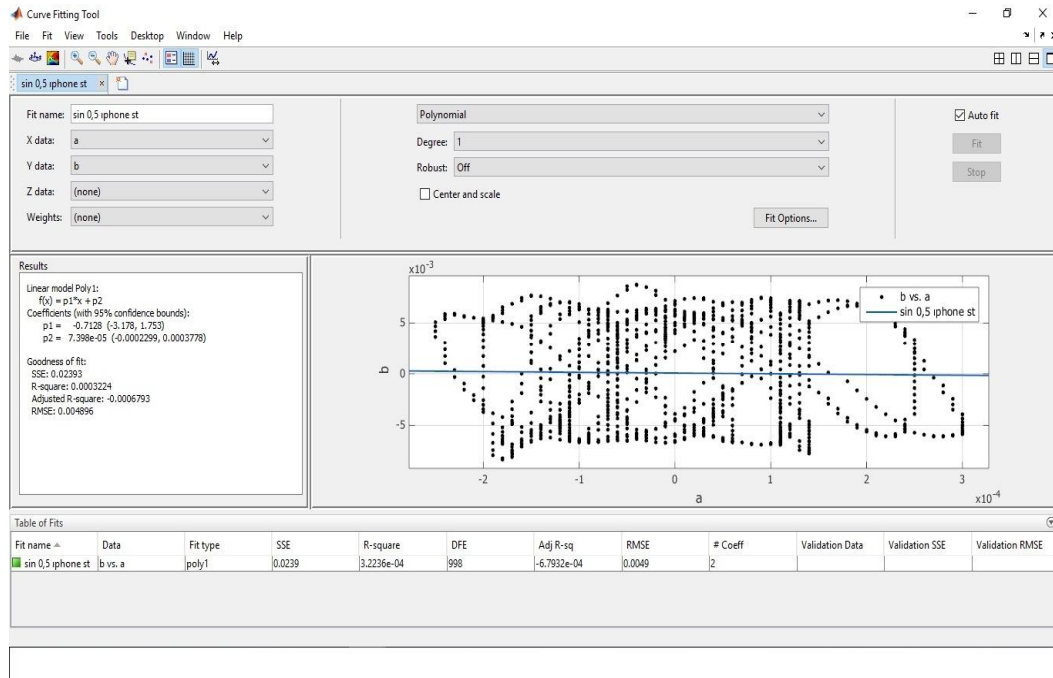 Curve Fitting Tool
File Fit View Tools Desktop Window Help
sin 0,5 ıphone st
Fit name: sin 0,5 ıphone st
X data: a
Y data: b
Z data: (none)
Weights: (none)
Polynomial
Degree: 1
Robust: Off
Center and scale
Fit Options...
Auto fit
Fit
Stop
Results
Linear model Poly1:
f(x) = p1*x + p2
Coefficients (with 95% confidence bounds):
p1 = -0.7128 (-3.178, 1.753)
p2 = 7.398e-05 (-0.0002299, 0.0003778)
Goodness of fit:
SSE: 0.02393
R-square: 0.0003224
Adjusted R-square: -0.0006793
RMSE: 0.004896
x10⁻³
5
0
-5
b
-2 -1 0 1 2 3
a
x10⁻⁴
b vs. a
sin 0,5 ıphone st
Table of Fits
Fit name Data Fit type SSE R-square DFE Adj R-sq RMSE # Coeff Validation Data Validation SSE Validation RMSE
sin 0,5 ıphone st b vs. a poly1 0.0239 3.2236e-04 998 -6.7932e-04 0.0049 2